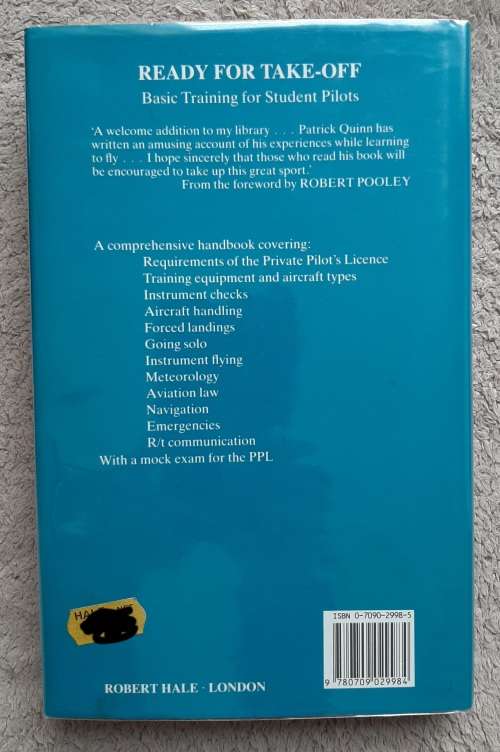 READY FOR TAKE-OFF
Basic Training for Student Pilots
‘A welcome addition to my library . . . Patrick Quinn has
written an amusing account of his experiences while learning
to fly . . . I hope sincerely that those who read his book will
be encouraged to take up this great sport.’
From the foreword by ROBERT POOLEY
A comprehensive handbook covering:
Requirements of the Private Pilot’s Licence
Training equipment and aircraft types
Instrument checks
Aircraft handling
Forced landings
Going solo
Instrument flying
Meteorology
Aviation law
Navigation
Emergencies
R/t communication
With a mock exam for the PPL
ISBN 0-7090-2998-5
9 780709 029984
ROBERT HALE · LONDON